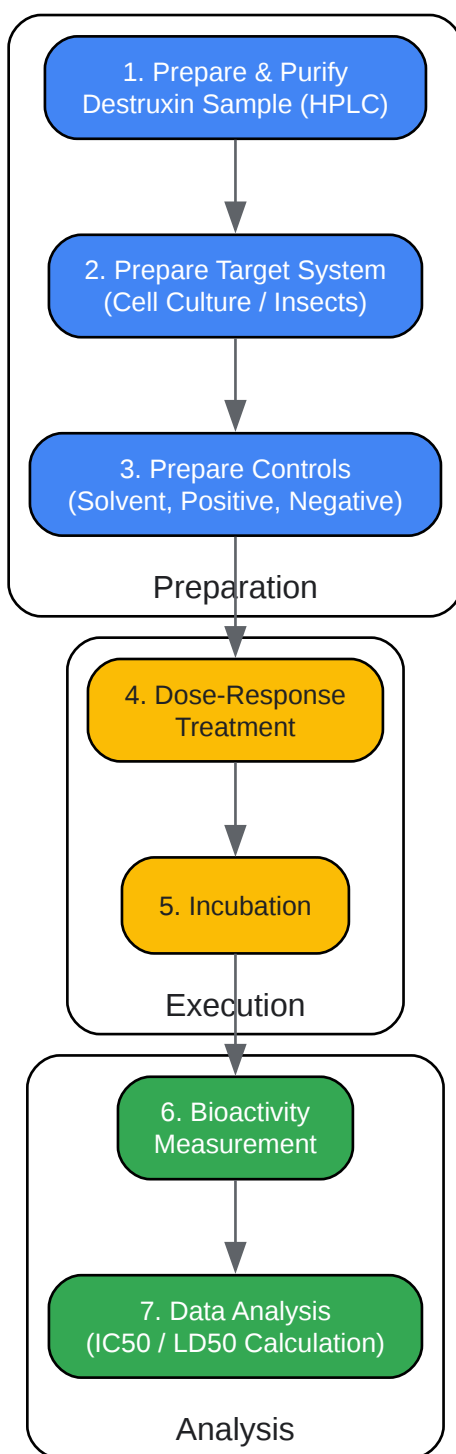 1. Prepare & Purify
Destruxin Sample (HPLC)
2. Prepare Target System
(Cell Culture / Insects)
3. Prepare Controls
(Solvent, Positive, Negative)
Preparation
4. Dose-Response
Treatment
5. Incubation
Execution
6. Bioactivity
Measurement
7. Data Analysis
(IC50 / LD50 Calculation)
Analysis